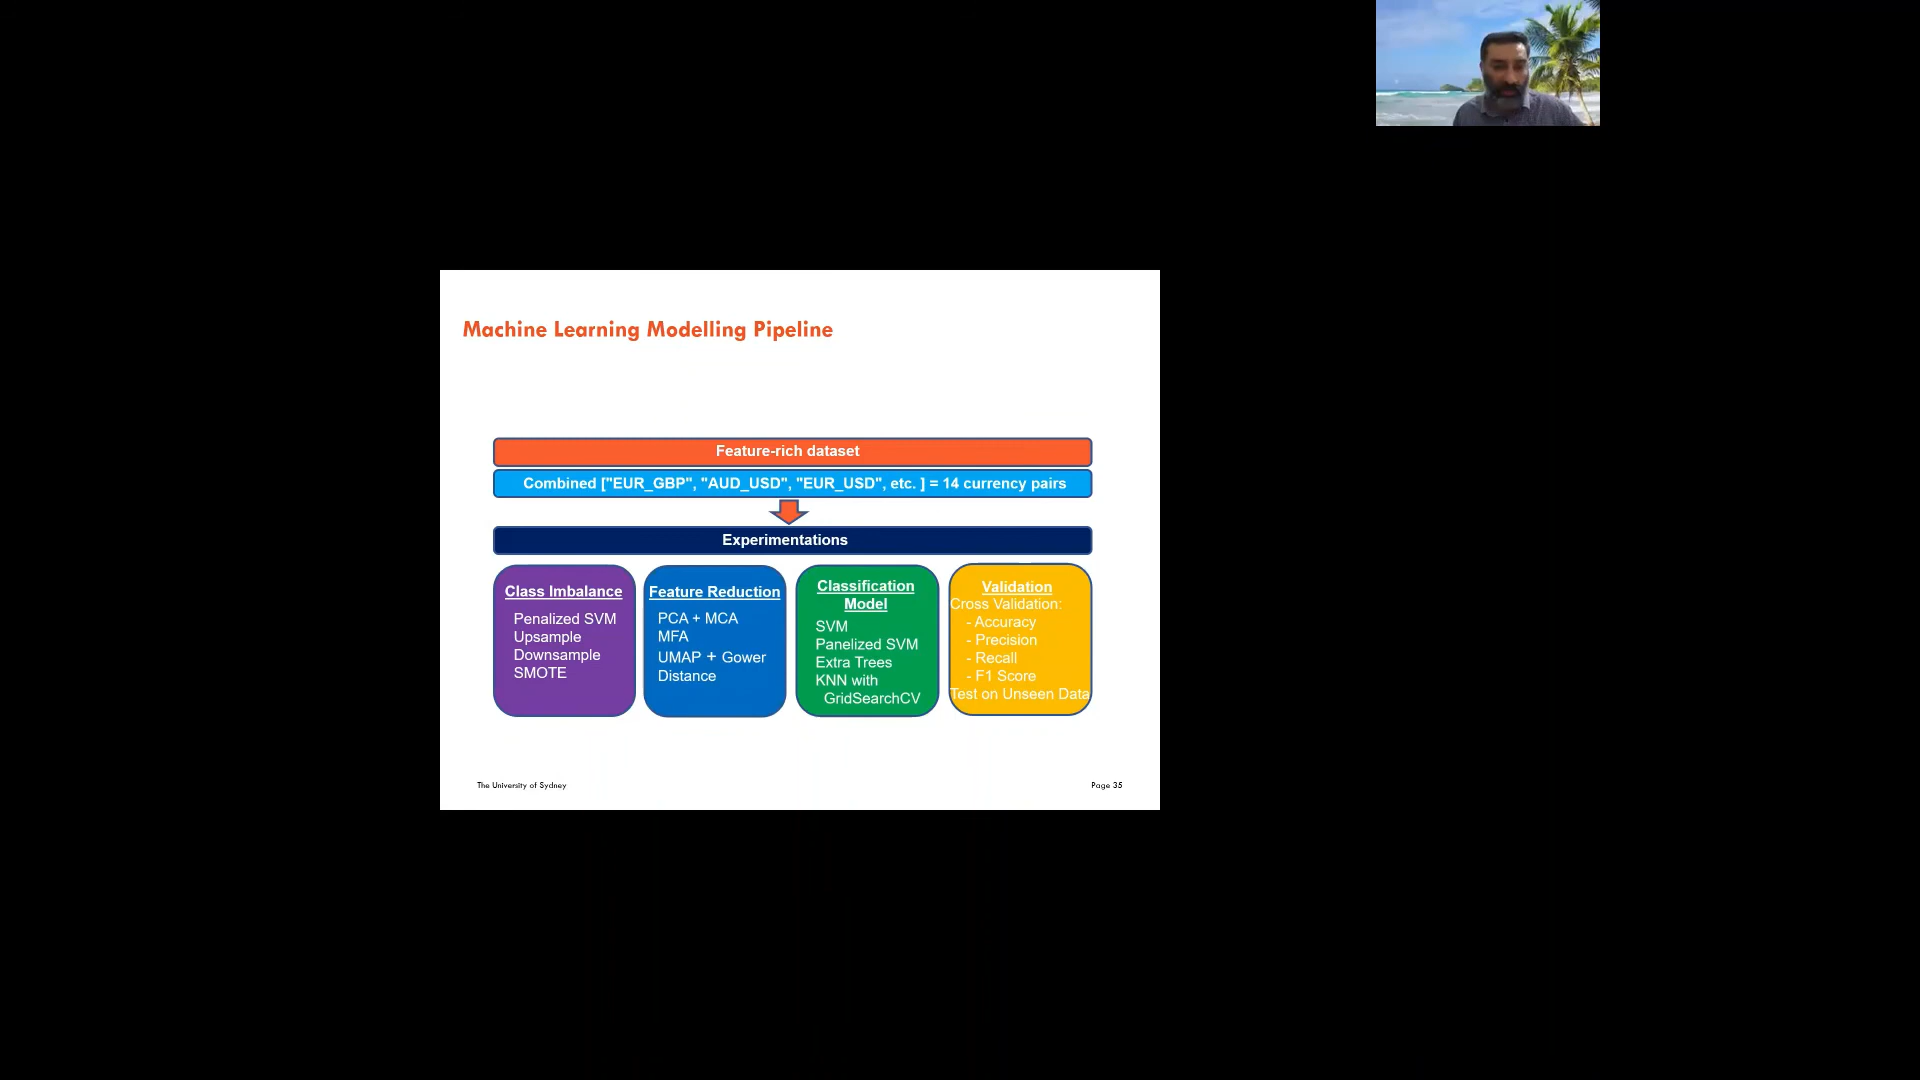 Machine Learning Modelling Pipeline
Feature-rich dataset
Combined ["EUR_GBP", "AUD_USD", "EUR_USD", etc. ] = 14 currency pairs
Experimentations
Class Imbalance
Penalized SVM
Upsample
Downsample
SMOTE
Feature Reduction
PCA + MCA
MFA
UMAP + Gower
Distance
Classification
Model
SVM
Panelized SVM
Extra Trees
KNN with
GridSearchCV
Validation
Cross Validation:
- Accuracy
- Precision
- Recall
- F1 Score
Test on Unseen Data
The University of Sydney
Page 35